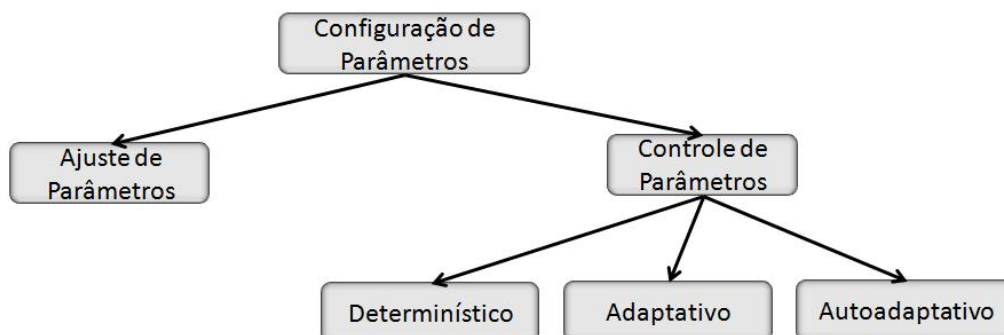 Configuração de
Parâmetros
Ajuste de
Parâmetros
Controle de
Parâmetros
Determinístico
Adaptativo
Autoadaptativo